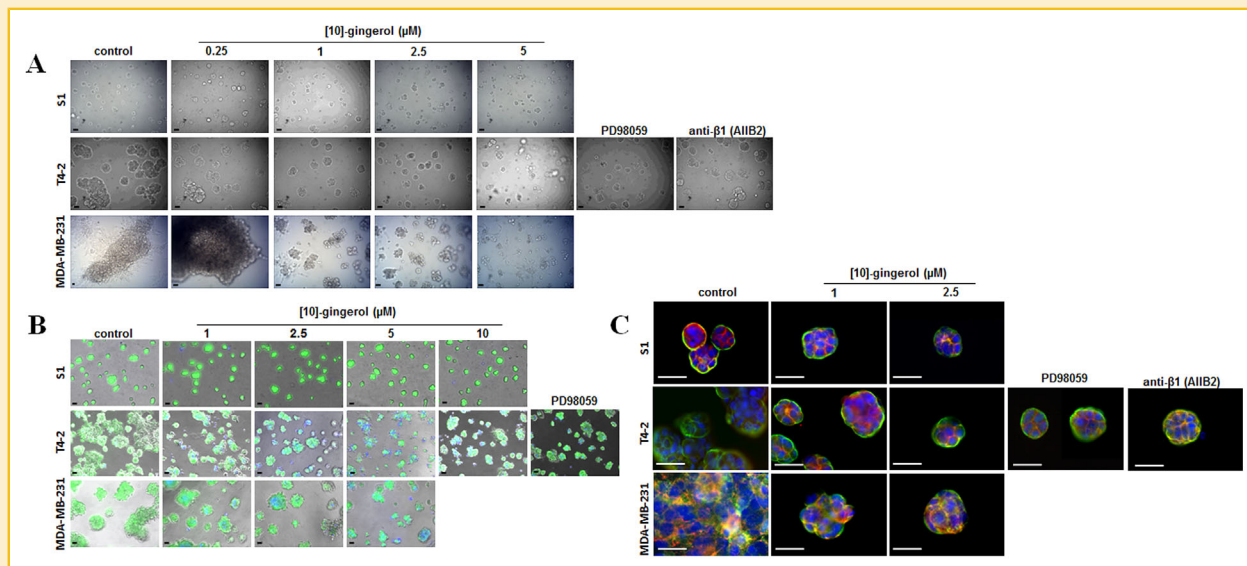 A
[10]-gingerol (µM)
control 0.25 1 2.5 5
S1
PD98059 anti-β1 (AIIB2)
T4-2
MDA-MB-231
B
[10]-gingerol (µM)
control 1 2.5 5 10
S1
PD98059
T4-2
MDA-MB-231
C
[10]-gingerol (µM)
control 1 2.5
S1
PD98059 anti-β1 (AIIB2)
T4-2
MDA-MB-231